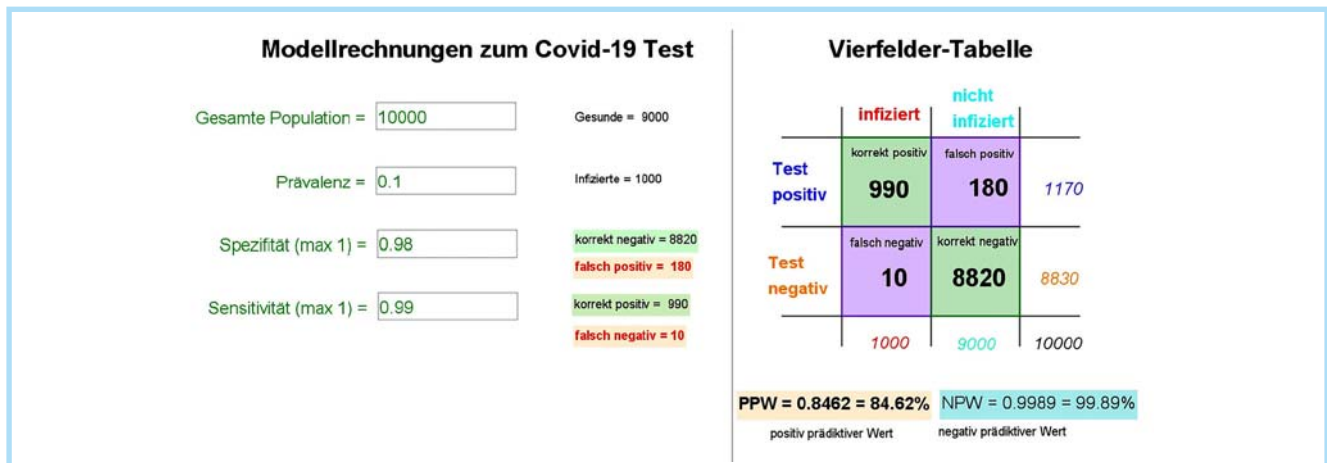 Modellrechnungen zum Covid-19 Test
Gesamte Population = 10000
Gesunde = 9000
Prävalenz = 0.1
Infizierte = 1000
Spezifität (max 1) = 0.98
korrekt negativ = 8820
falsch positiv = 180
Sensitivität (max 1) = 0.99
korrekt positiv = 990
falsch negativ = 10
Vierfelder-Tabelle
infiziert
nicht
infiziert
Test
positiv
korrekt positiv
990
falsch positiv
180
1170
Test
negativ
falsch negativ
10
korrekt negativ
8820
8830
1000 9000 10000
PPW = 0.8462 = 84.62% NPW = 0.9989 = 99.89%
positiv prädiktiver Wert negativ prädiktiver Wert